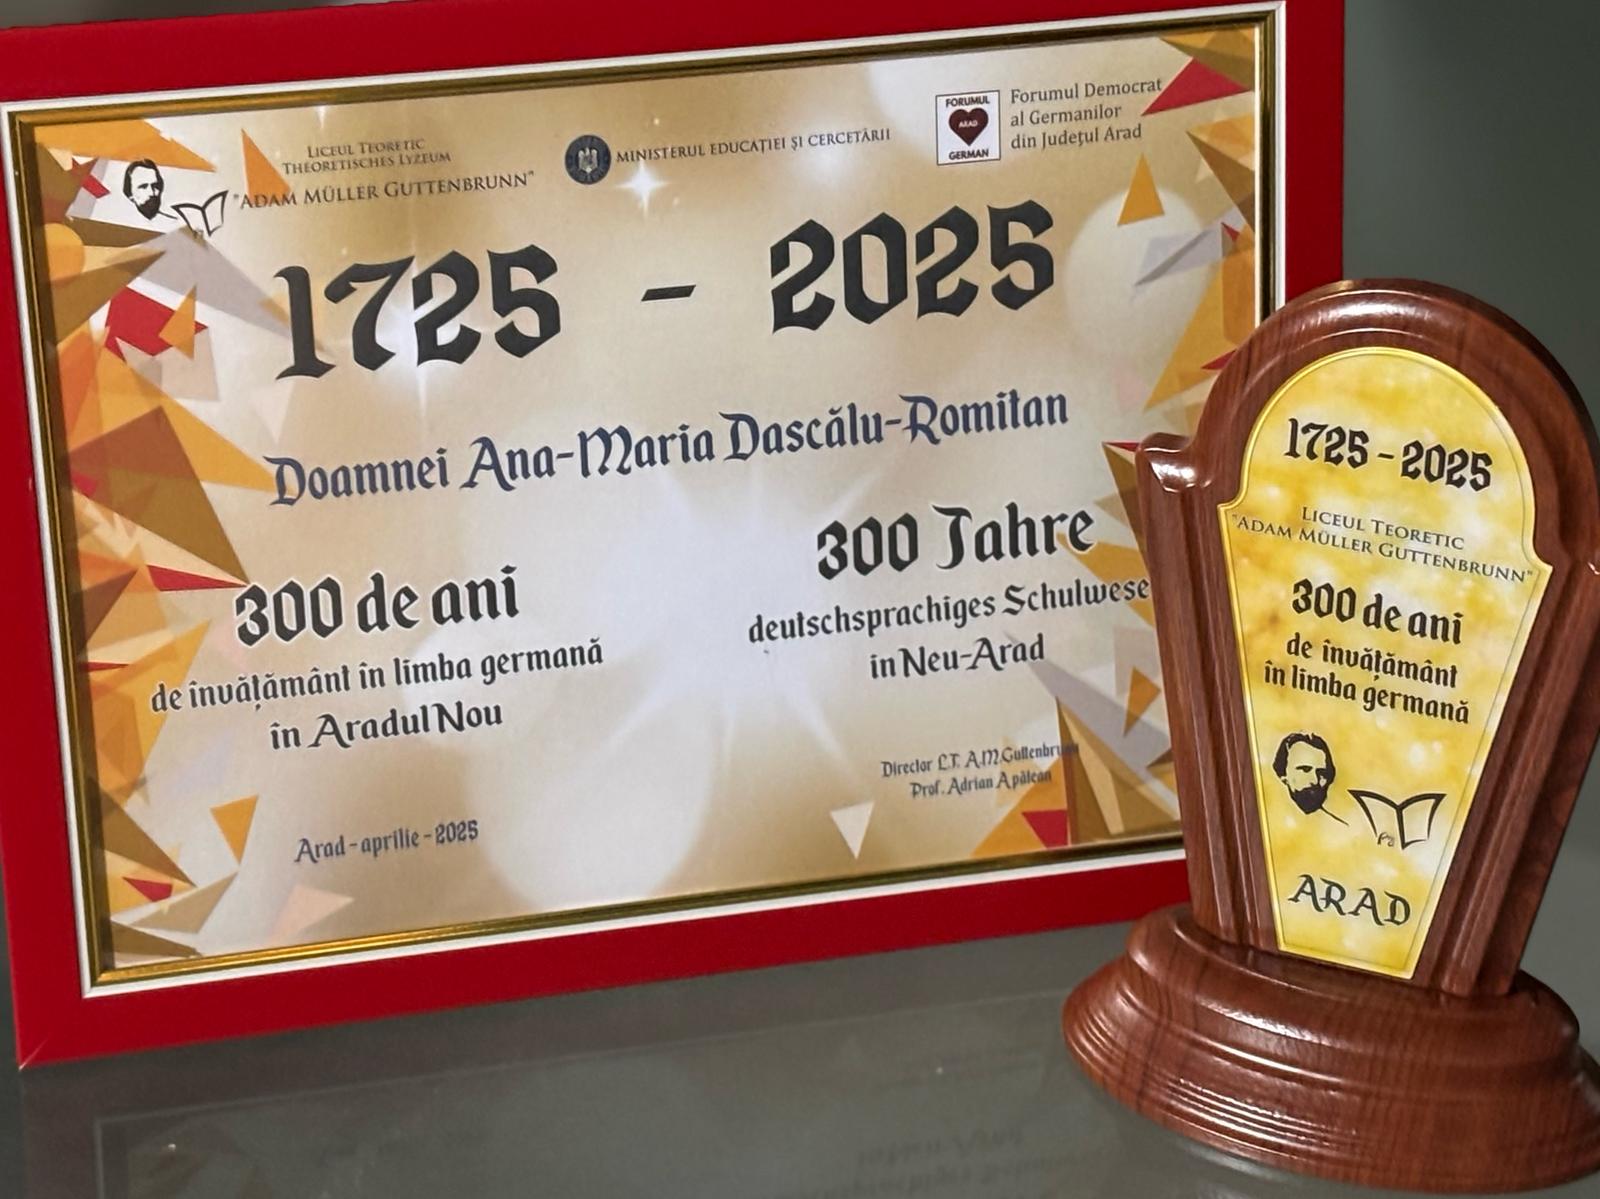 LICEUL TEORETIC
THEORETISCHES LYZEUM
"ADAM MÜLLER GUTTENBRUNN"
MINISTERUL EDUCAȚIEI ȘI CERCETĂRII
FORUMUL
ARAD
GERMAN
Forumul Democrat
al Germanilor
din Județul Arad
1725 - 2025
Doamnei Ana-Maria Dascălu-Romitan
300 de ani
de învățământ în limba germană
în Aradul Nou
300 Jahre
deutschsprachiges Schulwese
in Neu-Arad
Director L.T. A.M.Guttenbrunn
Prof. Adrian Apălean
Arad - aprilie - 2025
1725 - 2025
LICEUL TEORETIC
"ADAM MÜLLER GUTTENBRUNN"
300 de ani
de învățământ
în limba germană
ARAD